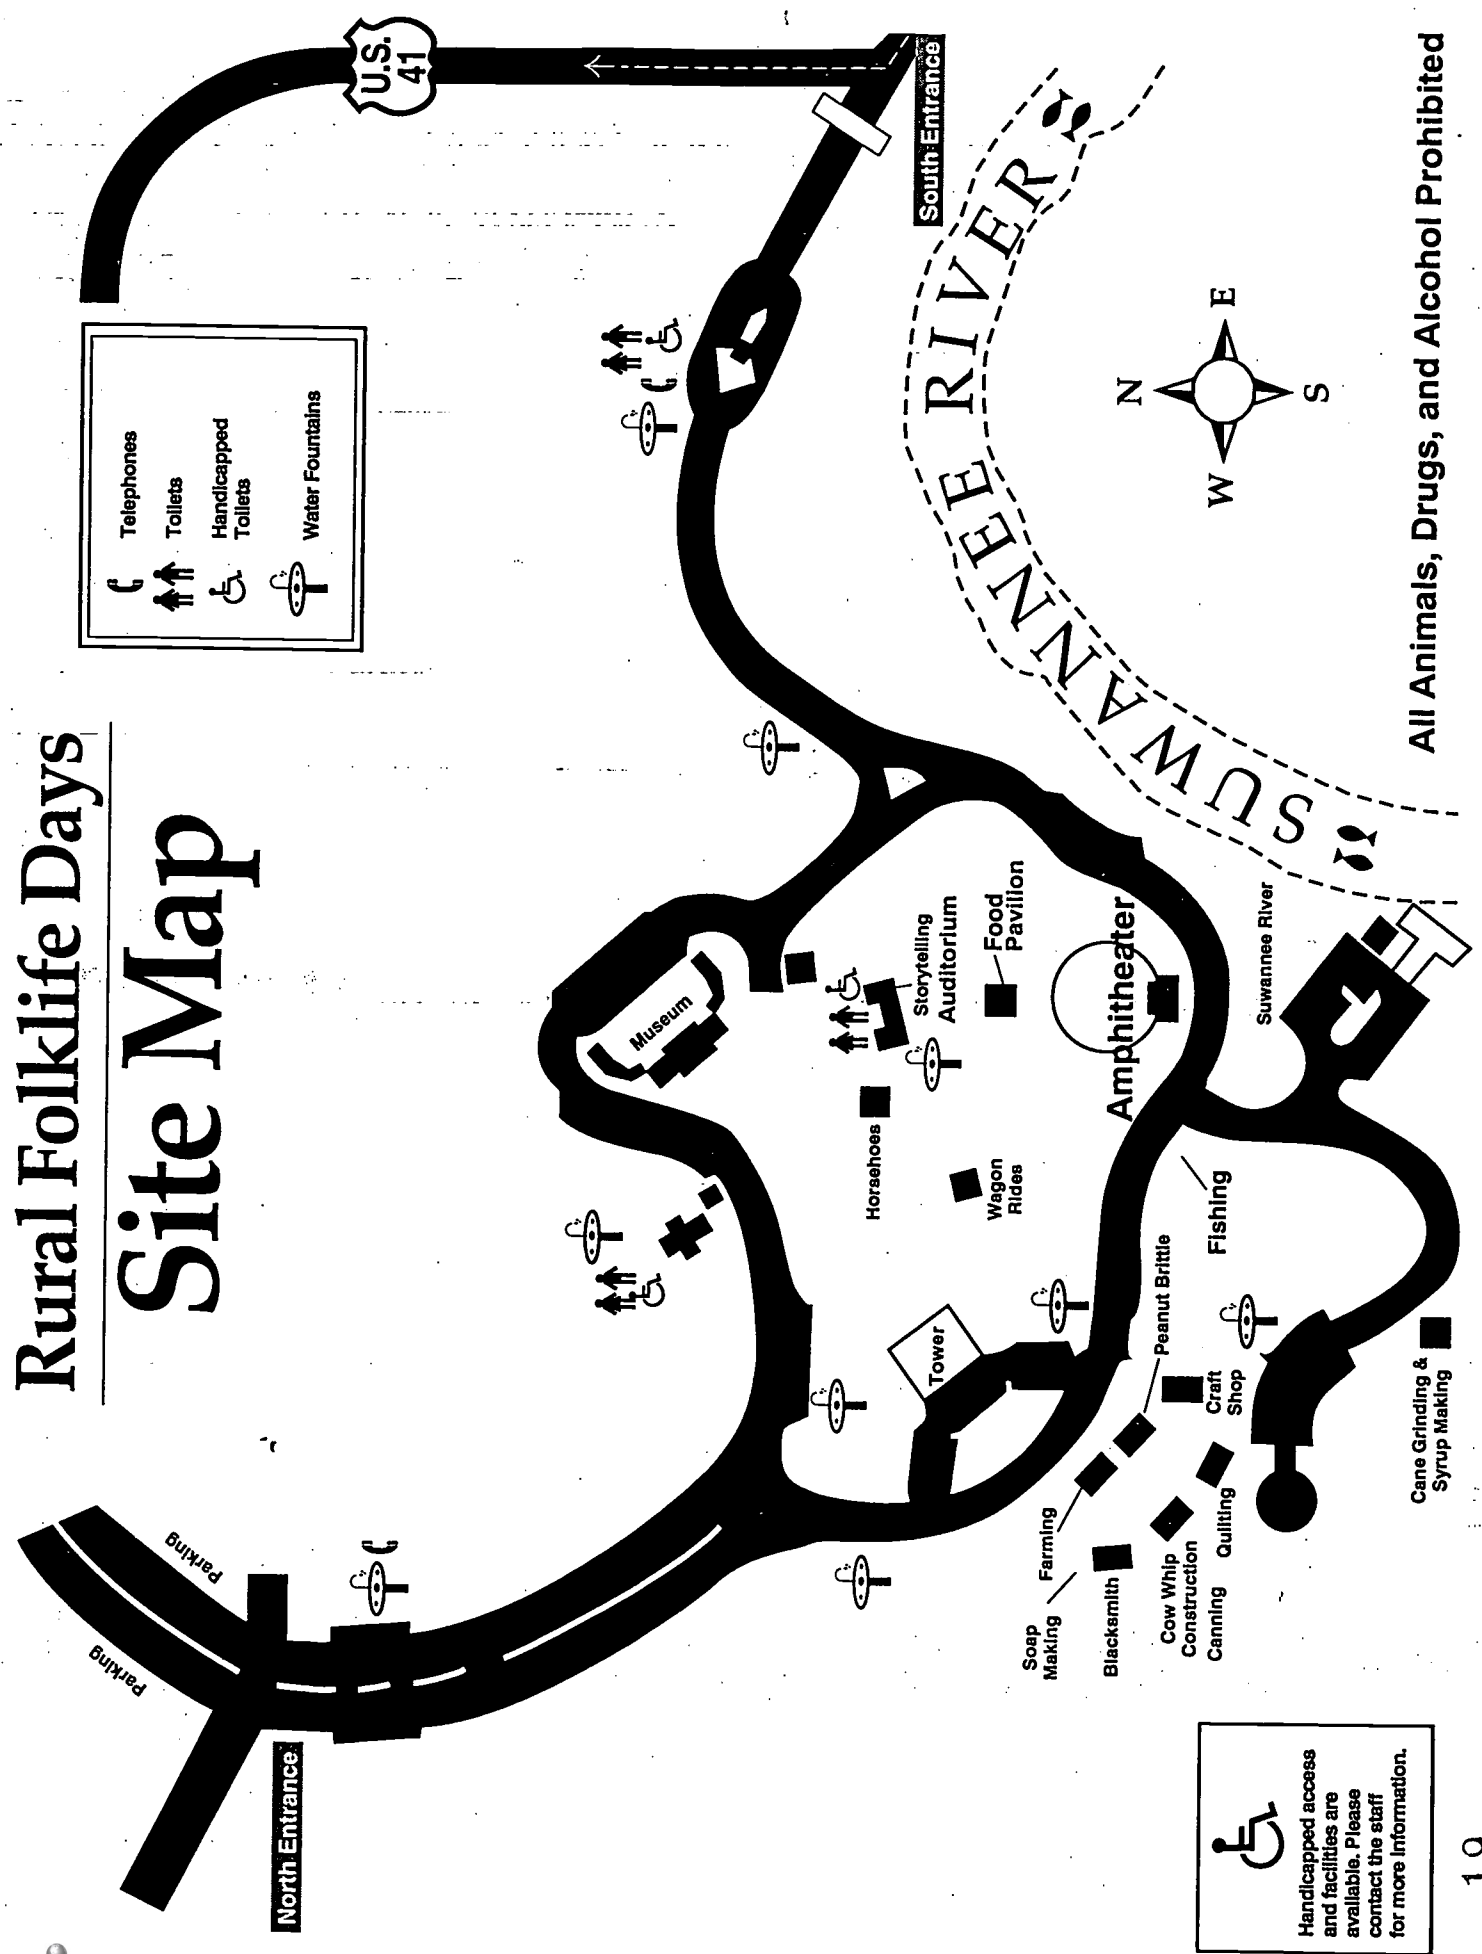 Rural Folklife Days
Site Map
Telephones
Toilets
Handicapped
Toilets
Water Fountains
U.S.
41
South Entrance
SUWANNEE RIVER
N
W
E
S
All Animals, Drugs, and Alcohol Prohibited
Parking
Parking
North Entrance
Museum
Horsehoes
Storytelling
Auditorium
Food
Pavilion
Wagon
Rides
Amphitheater
Tower
Suwannee River
Fishing
Peanut Brittle
Craft
Shop
Farming
Soap
Making
Blacksmith
Cow Whip
Construction
Canning
Quilting
Cane Grinding &
Syrup Making
Handicapped access
and facilities are
available. Please
contact the staff
for more information.
19